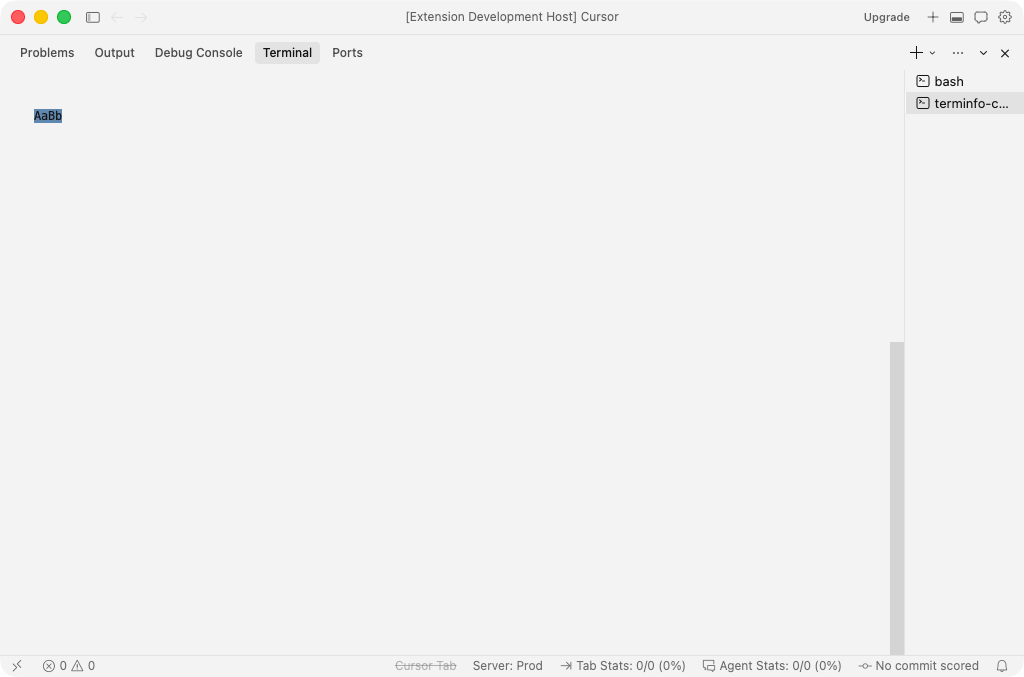 [Extension Development Host] Cursor
Upgrade
Problems Output Debug Console Terminal Ports
bash
terminfo-c...
AaBb
0 0 Cursor Tab Server: Prod Tab Stats: 0/0 (0%) Agent Stats: 0/0 (0%) No commit scored